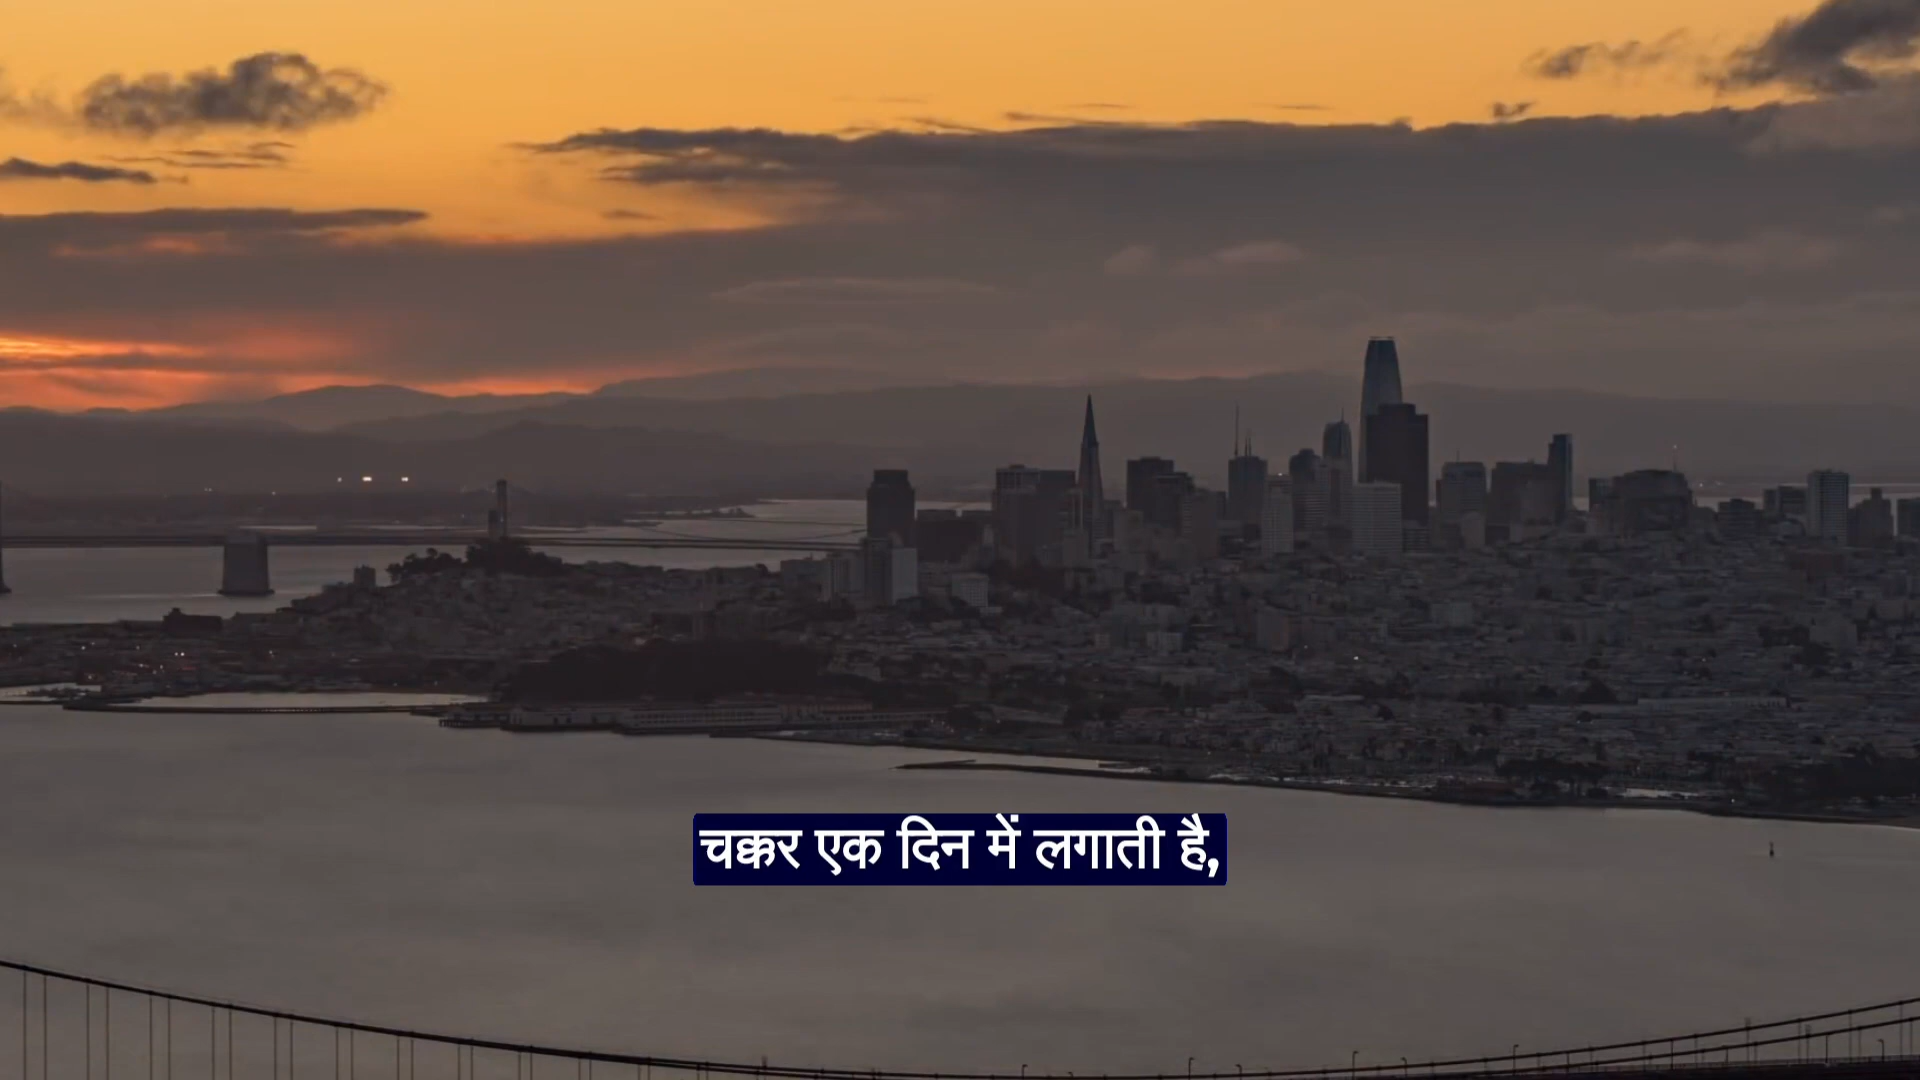 चक्कर एक दिन में लगाती है,